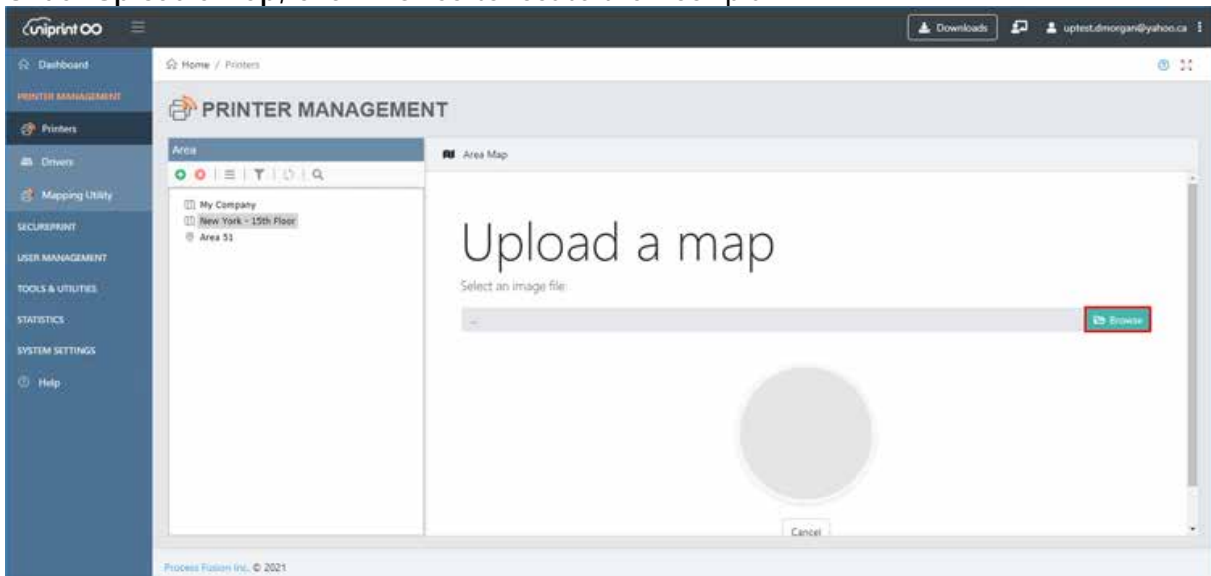 uniprint
Downloads
uptest.dmorgan@yahoo.ca
Dashboard
Home / Printers
PRINTER MANAGEMENT
PRINTER MANAGEMENT
Printers
Area
Area Map
Drivers
Mapping Utility
My Company
New York - 15th Floor
Area 51
SECUREPRINT
USER MANAGEMENT
TOOLS & UTILITIES
STATISTICS
SYSTEM SETTINGS
Help
Upload a map
Select an image file:
...
Browse
Cancel
Process Fusion Inc. © 2021